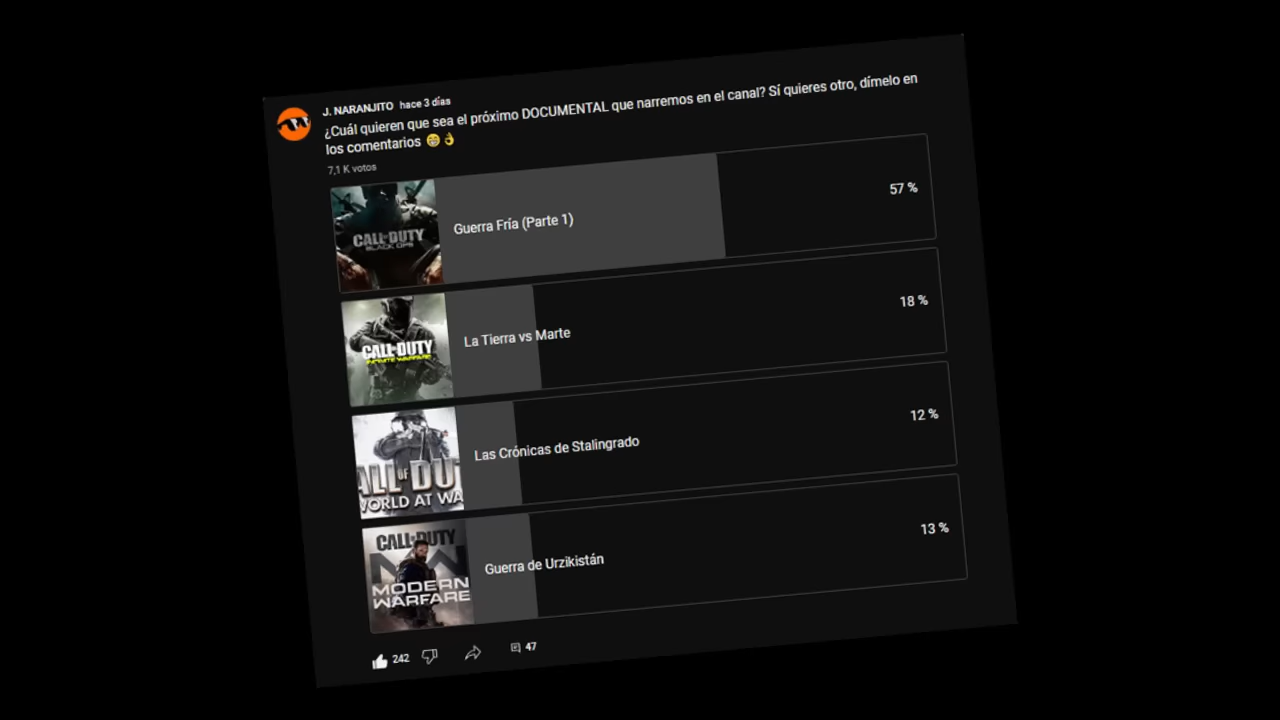 J. NARANJITO hace 3 días
¿Cuál quieren que sea el próximo DOCUMENTAL que narremos en el canal? Sí quieres otro, dímelo en
los comentarios 😁👌
7,1 K votos
CALL OF DUTY
BLACK OPS
Guerra Fría (Parte 1)
57 %
CALL OF DUTY
INFINITE WARFARE
La Tierra vs Marte
18 %
ALL OF DU
WORLD AT WA
Las Crónicas de Stalingrado
12 %
CALL OF DUTY
MW
MODERN
WARFARE
Guerra de Urzikistán
13 %
242
47